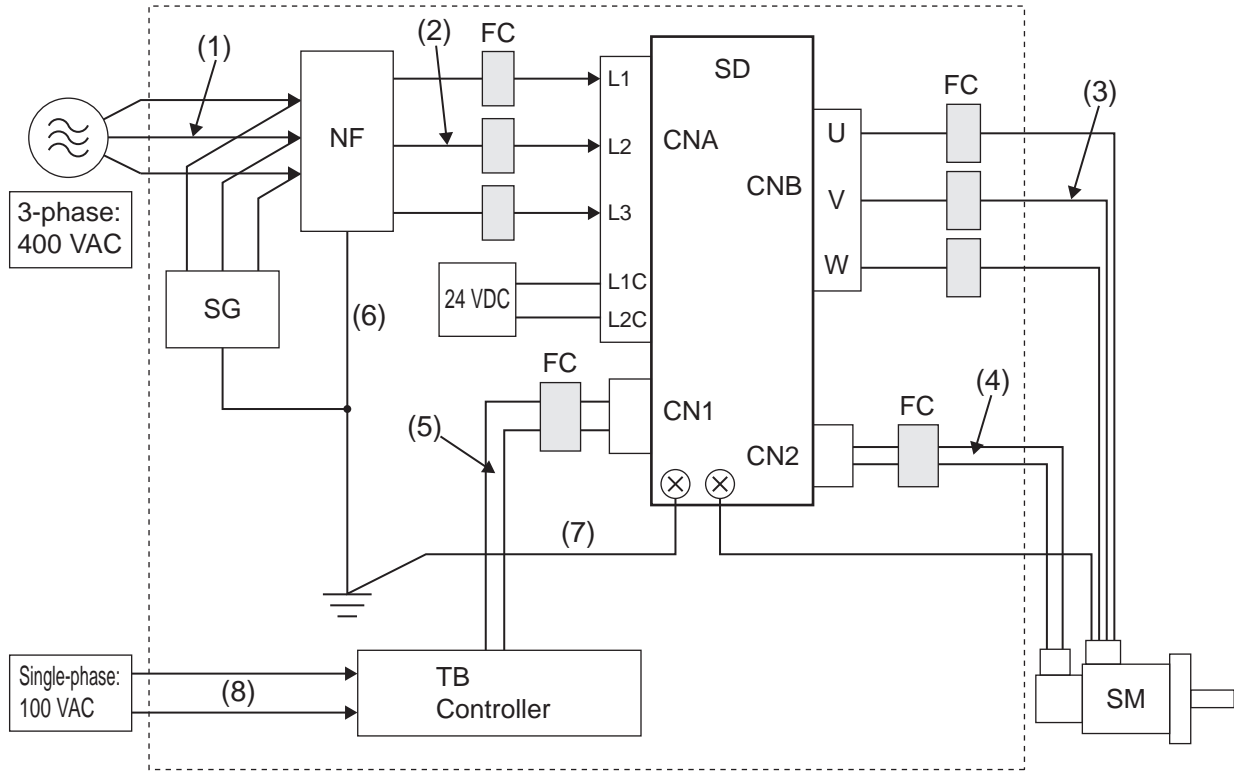 (1)
(2)
FC
SD
FC
(3)
NF
L1
CNA
U
L2
CNB
V
3-phase:
400 VAC
L3
W
SG
(6)
24 VDC
L1C
L2C
FC
(5)
CN1
CN2
FC
(4)
(7)
Single-phase:
100 VAC
(8)
TB
Controller
SM